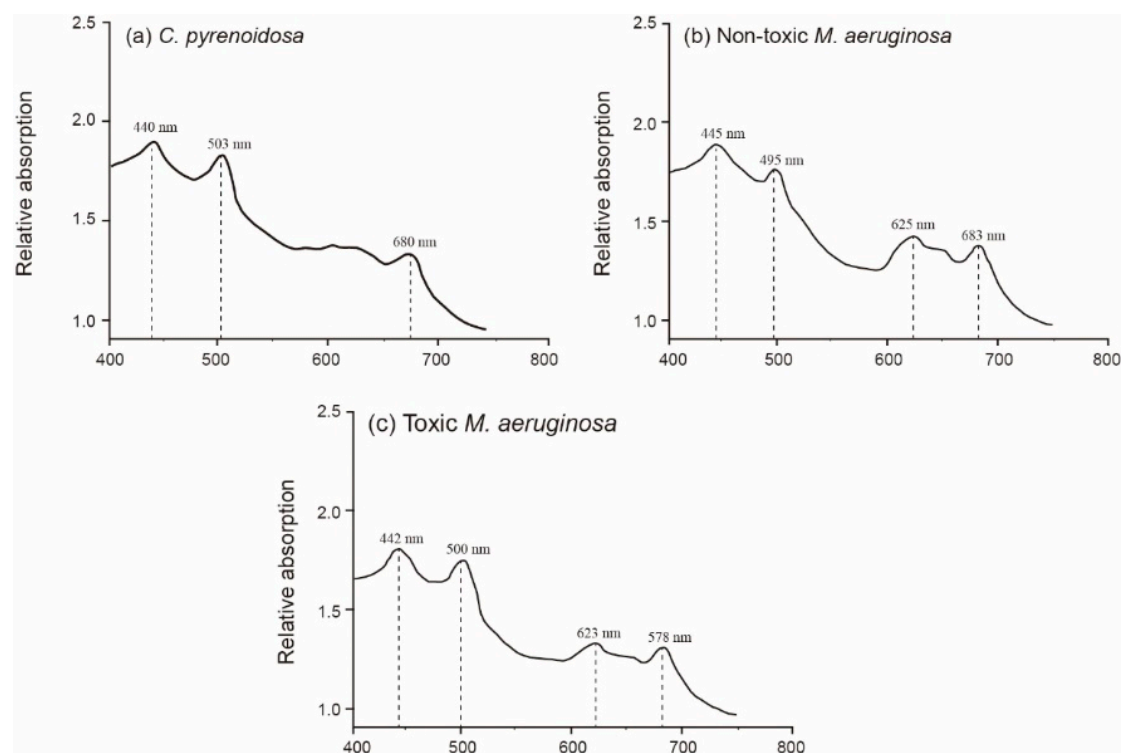 (a) C. pyrenoidosa
Relative absorption
2.5
2.0
1.5
1.0
440 nm
503 nm
680 nm
400
500
600
700
800
(b) Non-toxic M. aeruginosa
Relative absorption
2.5
2.0
1.5
1.0
445 nm
495 nm
625 nm
683 nm
400
500
600
700
800
(c) Toxic M. aeruginosa
Relative absorption
2.5
2.0
1.5
1.0
442 nm
500 nm
623 nm
578 nm
400
500
600
700
800